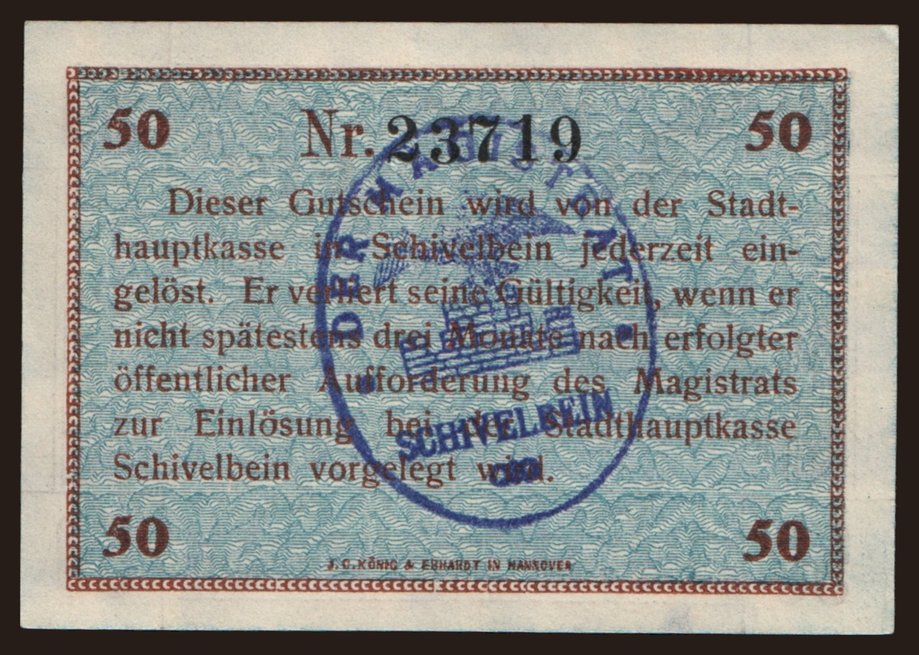 50 Nr. 23719 50
Dieser Gutschein wird von der Stadt-
hauptkasse in Schivelbein jederzeit ein-
gelöst. Er verliert seine Gültigkeit, wenn er
nicht spätestens drei Monate nach erfolgter
öffentlicher Aufforderung des Magistrats
zur Einlösung bei der Stadthauptkasse
Schivelbein vorgelegt wird.
DER MAGISTRAT
SCHIVELBEIN
50 50
J. C. KÖNIG & EBHARDT IN HANNOVER